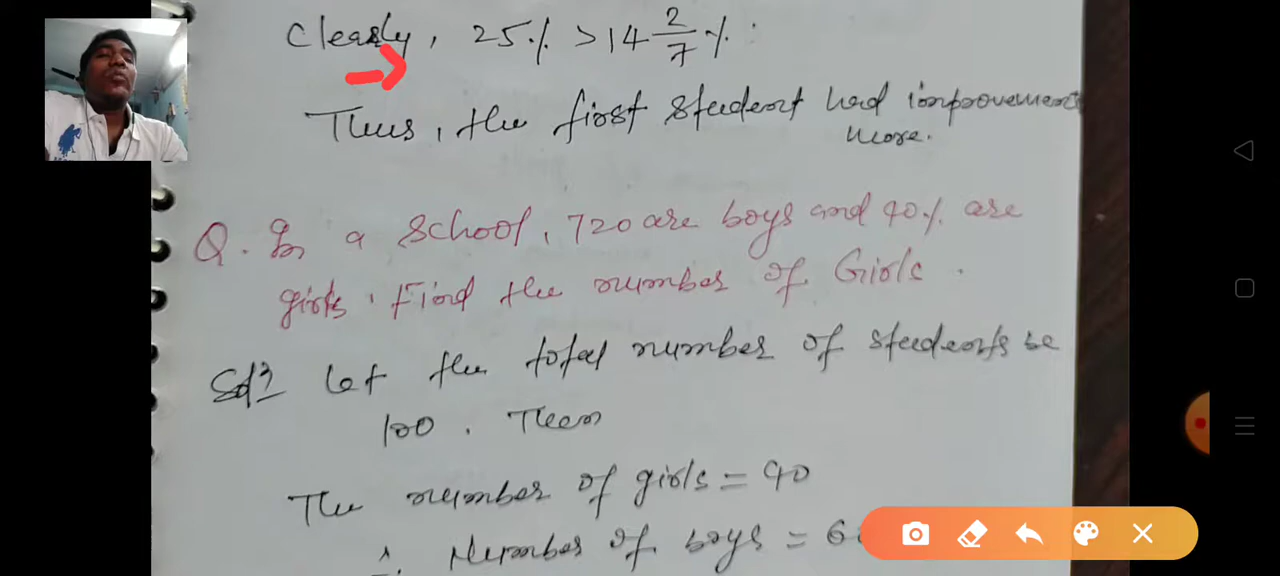 Clearly, 25% > 14 2/7 %
Thus, the first student had improvement
more.
Q. In a school, 720 are boys and 40% are
girls. Find the number of Girls.
Sol? Let the total number of students be
100. Then
The number of girls = 40
∴ Number of boys = 6